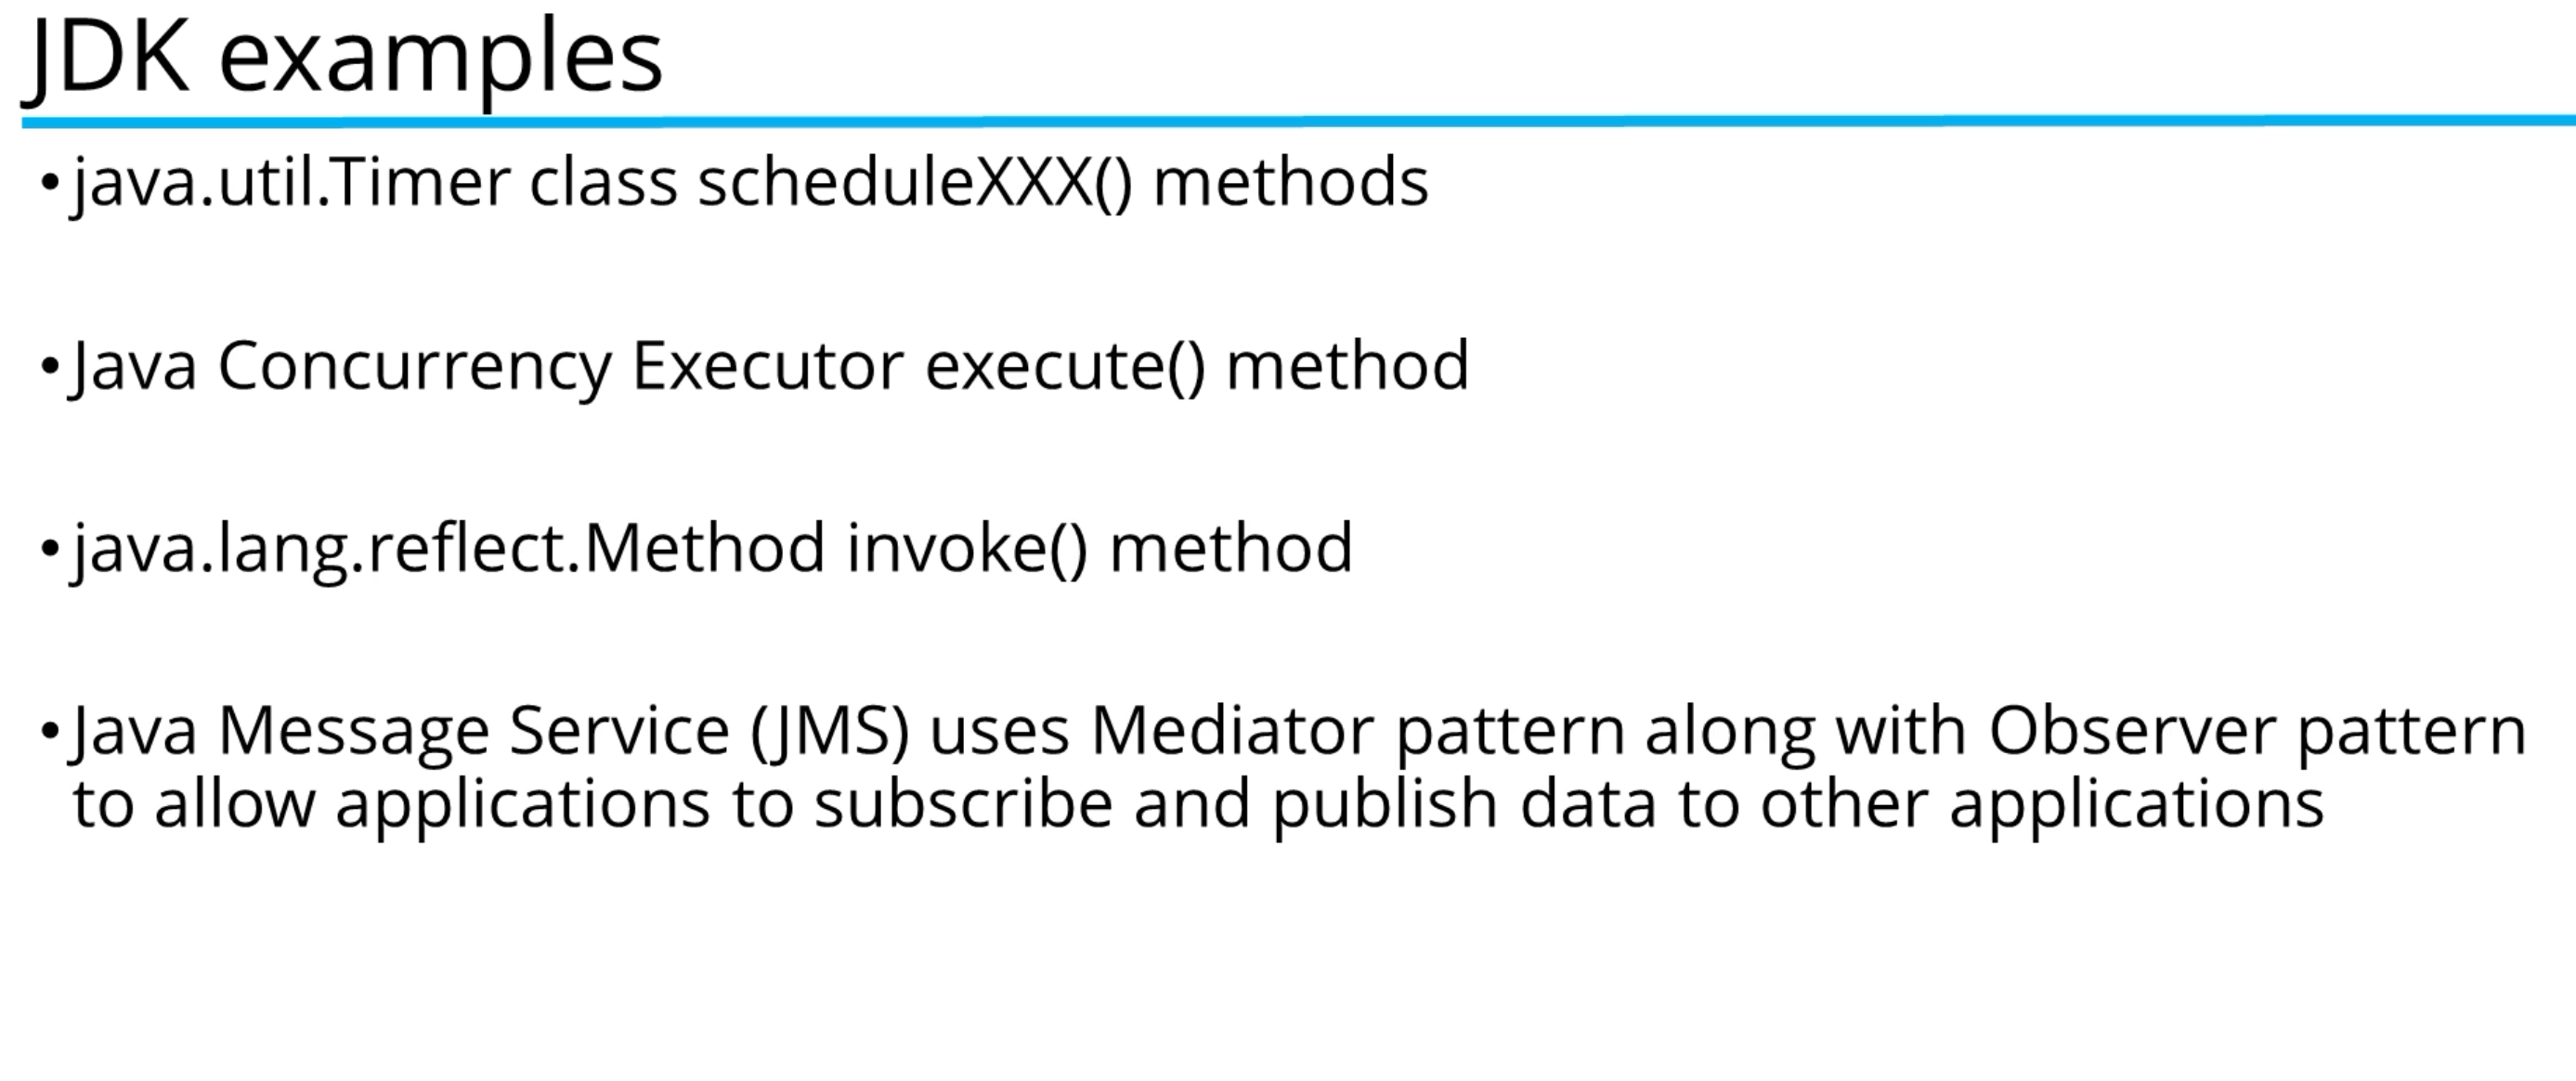 JDK examples
•java.util.Timer class scheduleXXX() methods
•Java Concurrency Executor execute() method
•java.lang.reflect.Method invoke() method
•Java Message Service (JMS) uses Mediator pattern along with Observer pattern
to allow applications to subscribe and publish data to other applications